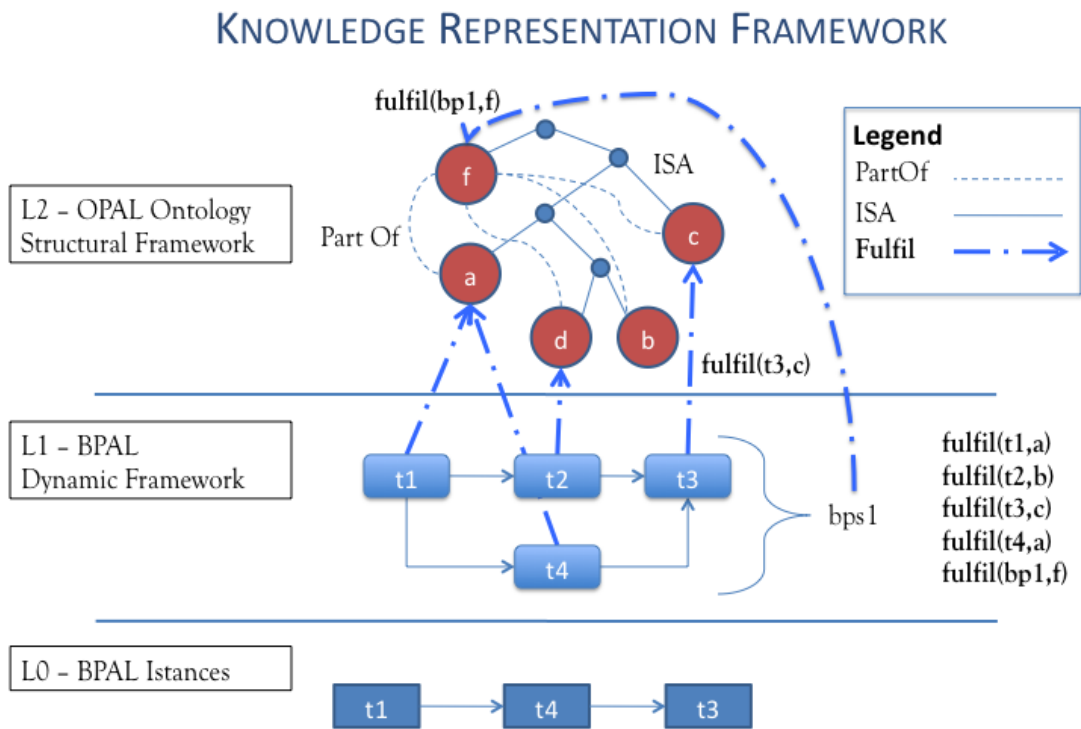 KNOWLEDGE REPRESENTATION FRAMEWORK
fulfil(bp1,f)
ISA
f
Part Of
c
a
d
b
fulfil(t3,c)
Legend
PartOf
ISA
Fulfil
L2 – OPAL Ontology
Structural Framework
L1 – BPAL
Dynamic Framework
t1
t2
t3
t4
bps1
fulfil(t1,a)
fulfil(t2,b)
fulfil(t3,c)
fulfil(t4,a)
fulfil(bp1,f)
L0 – BPAL Istances
t1
t4
t3